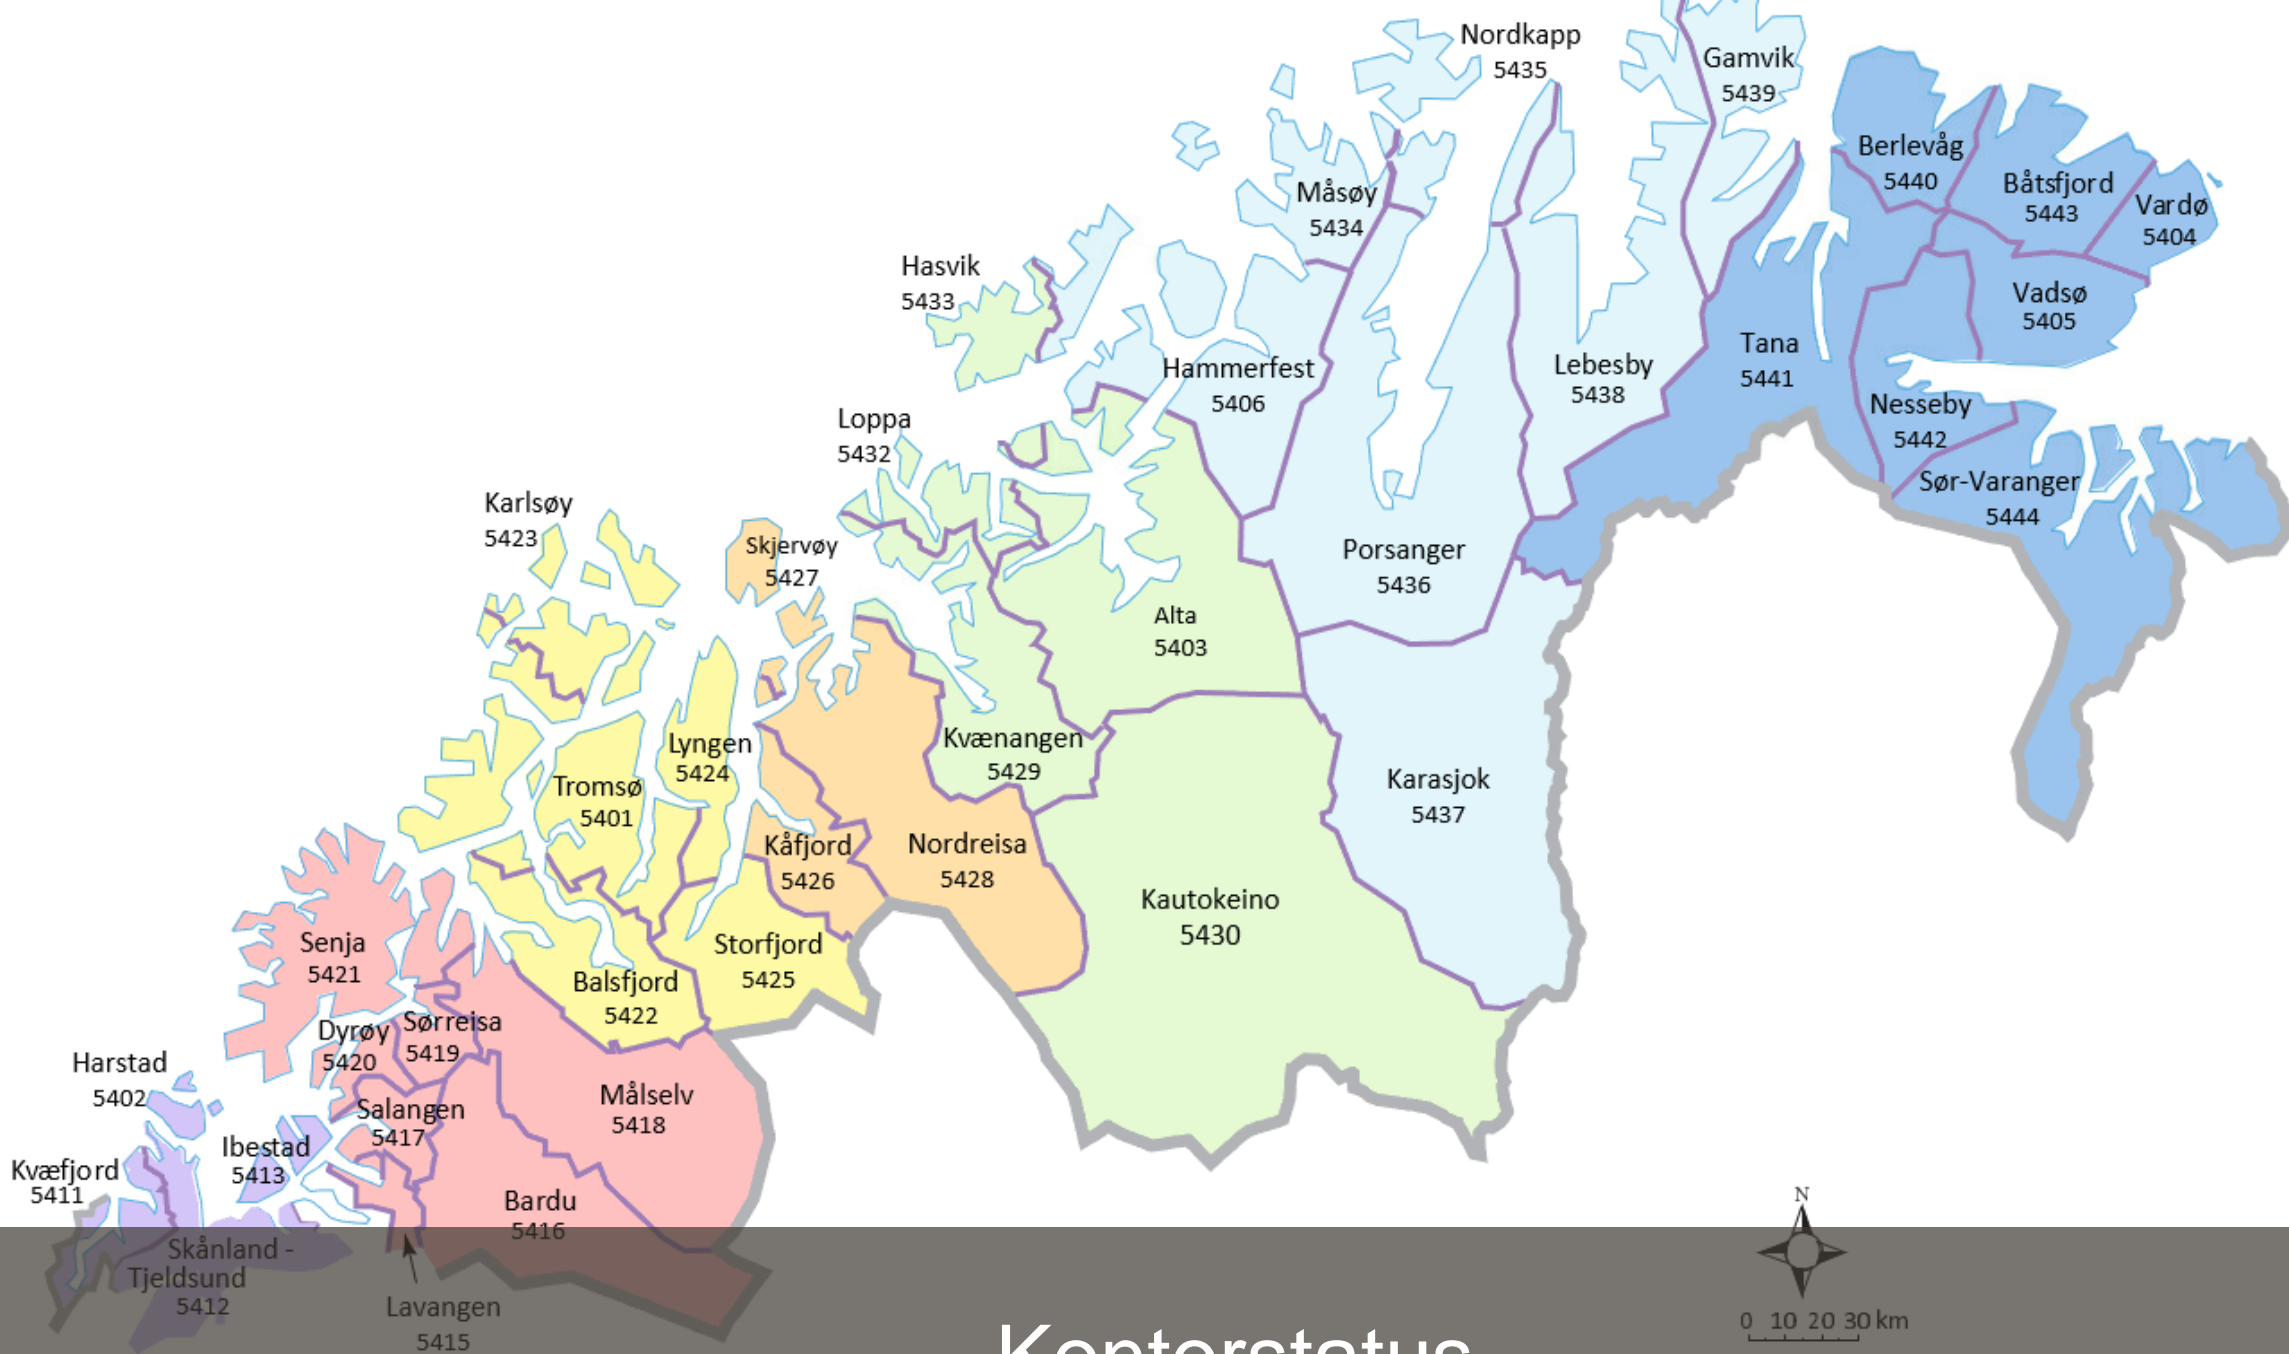 Nordkapp
5435
Gamvik
5439
Berlevåg
5440
Båtsfjord
5443
Vardø
5404
Måsøy
5434
Hasvik
5433
Vadsø
5405
Tana
5441
Hammerfest
5406
Lebesby
5438
Nesseby
5442
Loppa
5432
Sør-Varanger
5444
Karlsøy
5423
Skjervøy
5427
Porsanger
5436
Alta
5403
Lyngen
5424
Kvænangen
5429
Tromsø
5401
Karasjok
5437
Kåfjord
5426
Nordreisa
5428
Kautokeino
5430
Senja
5421
Storfjord
5425
Balsfjord
5422
Dyrøy
5420
Sørreisa
5419
Harstad
5402
Målselv
5418
Salangen
5417
Ibestad
5413
Kvæfjord
5411
Bardu
5416
N
Skånland -
Tjeldsund
5412
Lavangen
5415
0 10 20 30 km
Kontorstatus